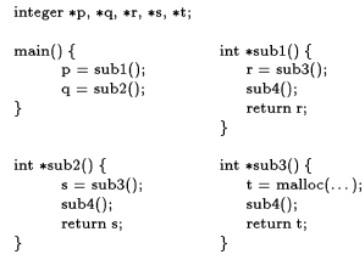 integer *p, *q, *r, *s, *t;
main() {
p = sub1();
q = sub2();
}
int *sub1() {
r = sub3();
sub4();
return r;
}
int *sub2() {
s = sub3();
sub4();
return s;
}
int *sub3() {
t = malloc(...);
sub4();
return t;
}